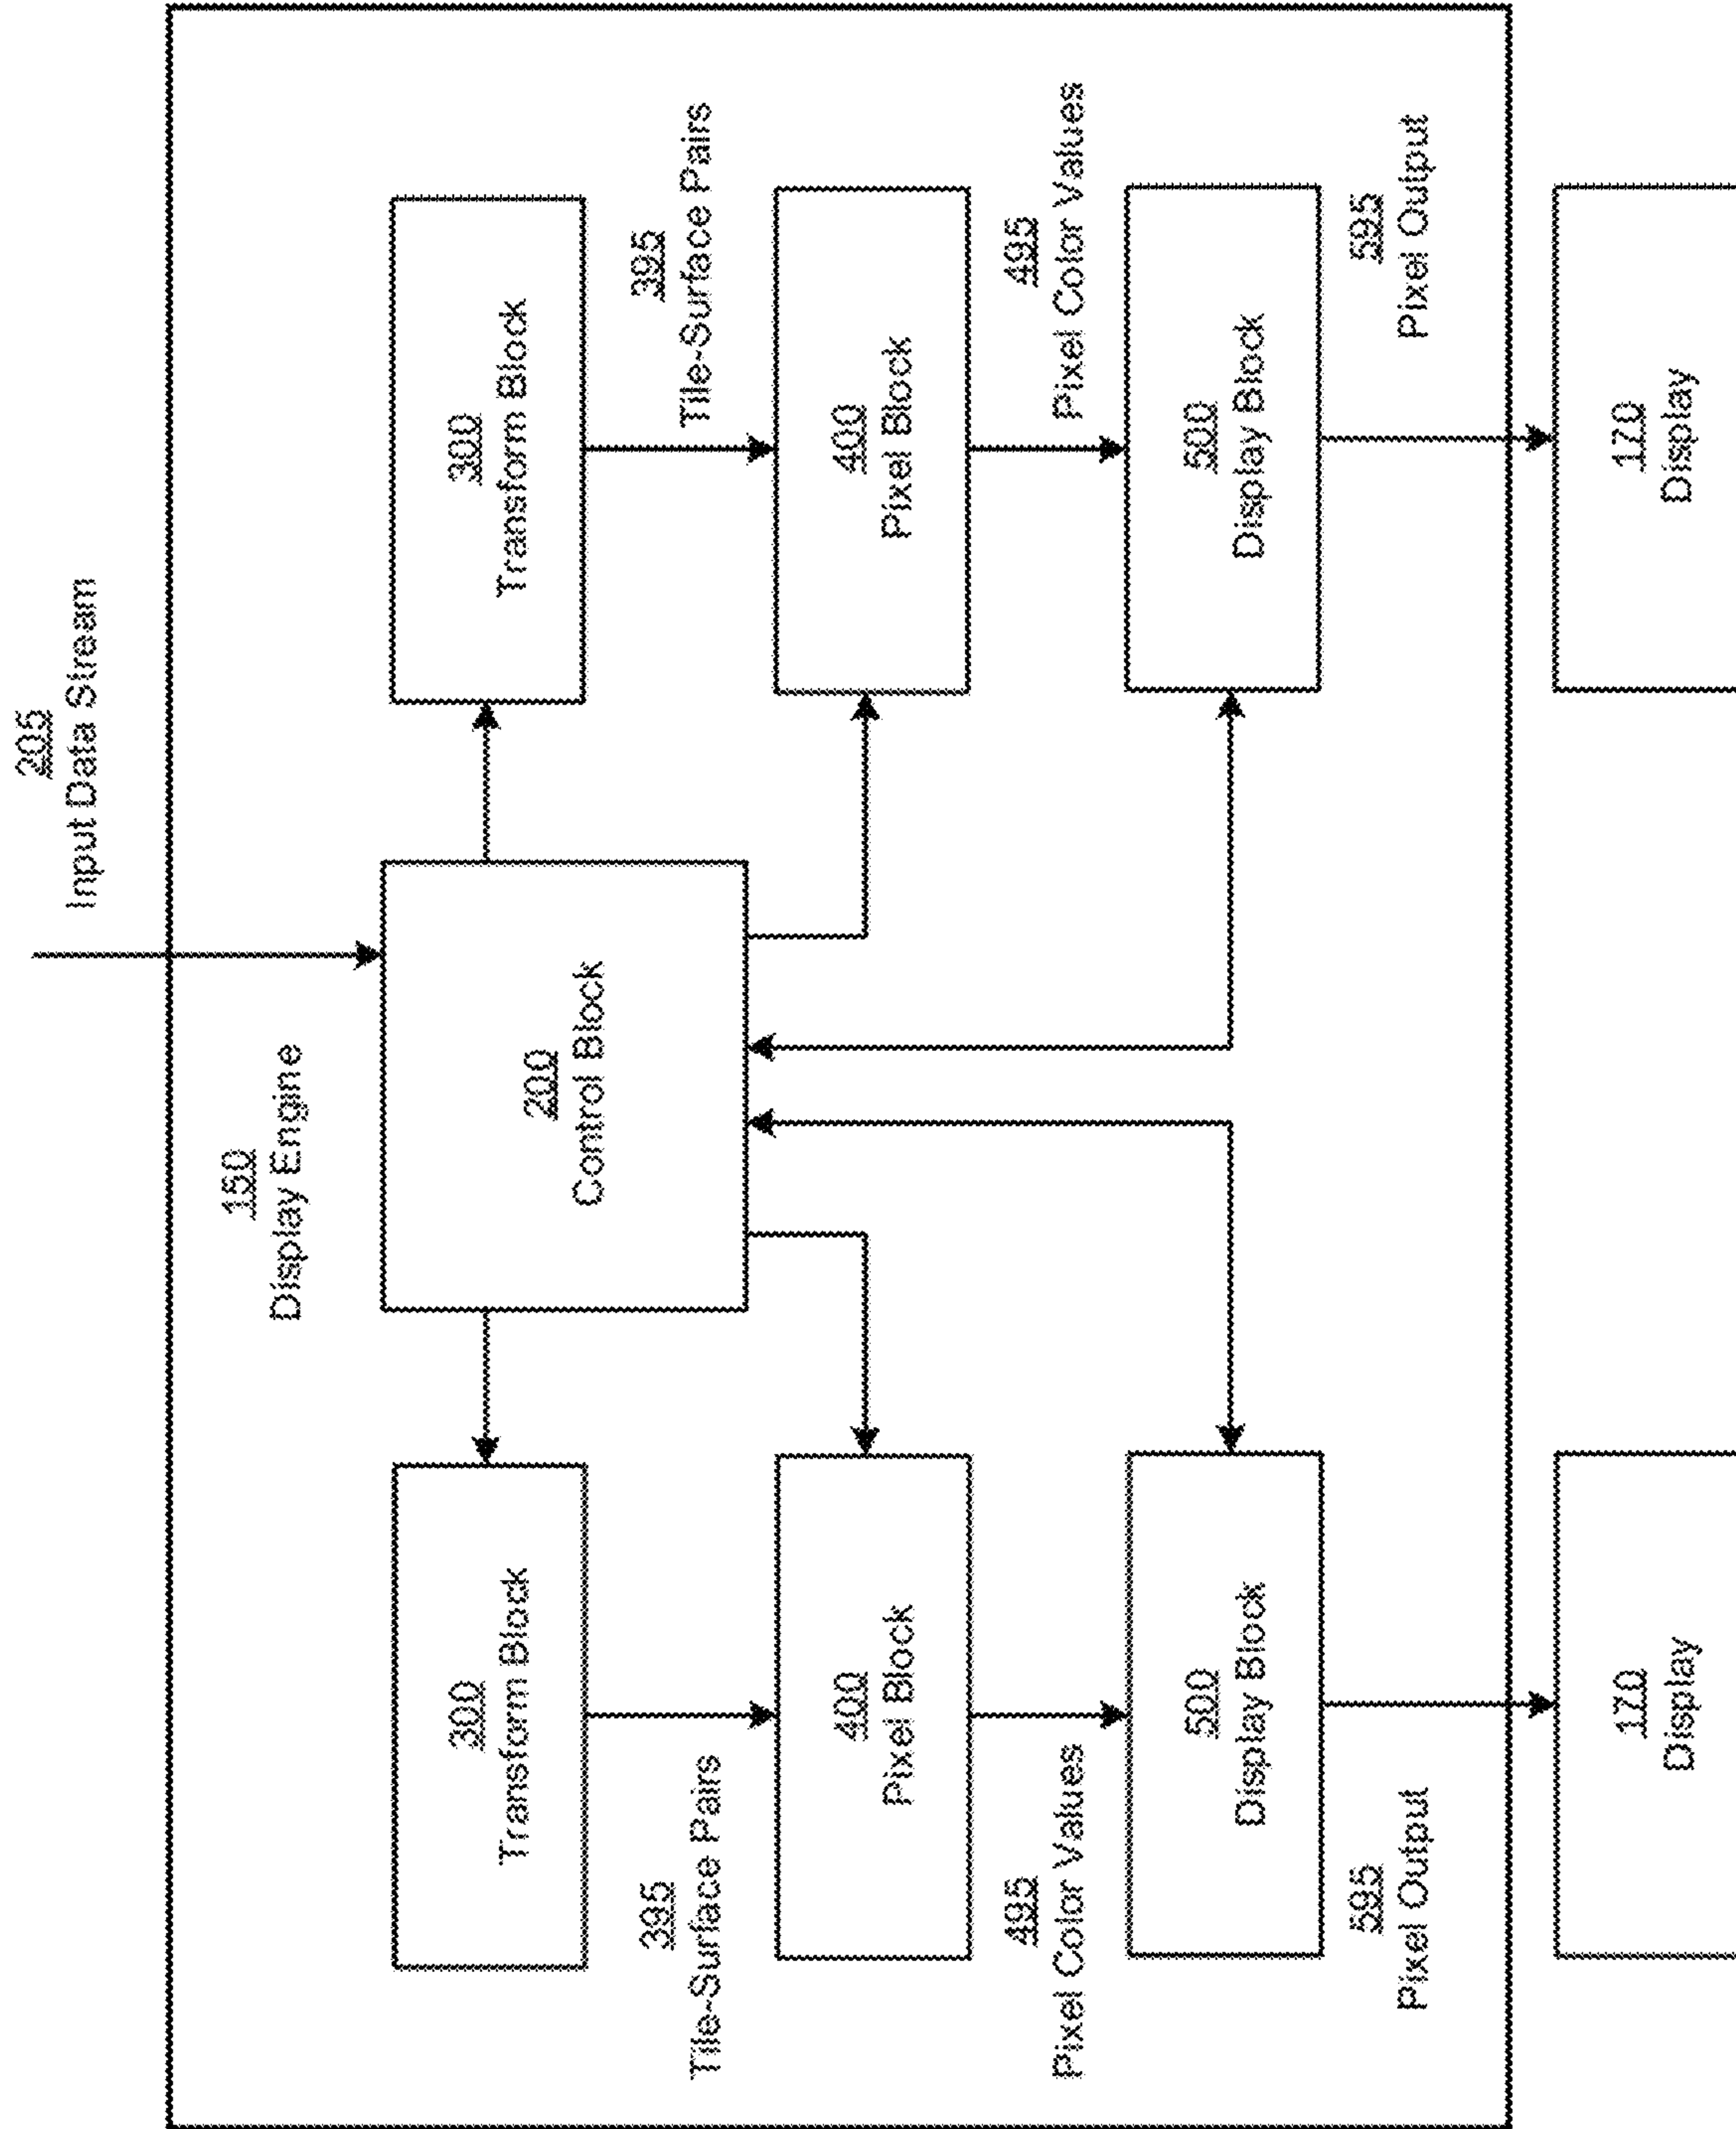 205
Input Data Stream
150
Display Engine
200
Control Block
300
Transform Block
300
Transform Block
395
Tile-Surface Pairs
395
Tile-Surface Pairs
400
Pixel Block
400
Pixel Block
495
Pixel Color Values
495
Pixel Color Values
500
Display Block
500
Display Block
595
Pixel Output
595
Pixel Output
170
Display
170
Display